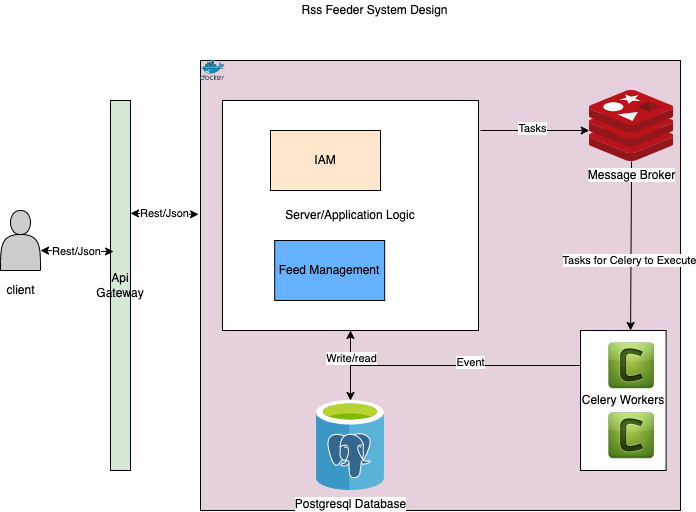 Rss Feeder System Design
docker
IAM
Server/Application Logic
Feed Management
Tasks
Message Broker
Rest/Json
Rest/Json
client
Api
Gateway
Tasks for Celery to Execute
Write/read
Event
C
Celery Workers
C
Postgresql Database